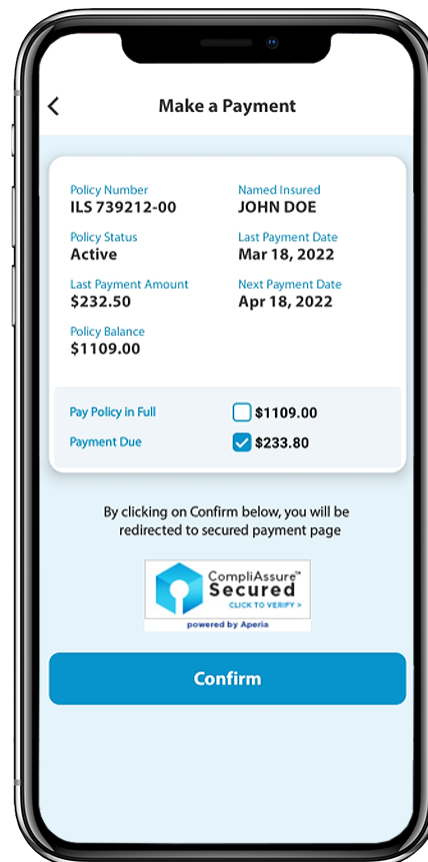 Make a Payment
Policy Number
ILS 739212-00
Named Insured
JOHN DOE
Policy Status
Active
Last Payment Date
Mar 18, 2022
Last Payment Amount
$232.50
Next Payment Date
Apr 18, 2022
Policy Balance
$1109.00
Pay Policy in Full
$1109.00
Payment Due
$233.80
By clicking on Confirm below, you will be
redirected to secured payment page
CompliAssure™
Secured
CLICK TO VERIFY >
powered by Aperia
Confirm